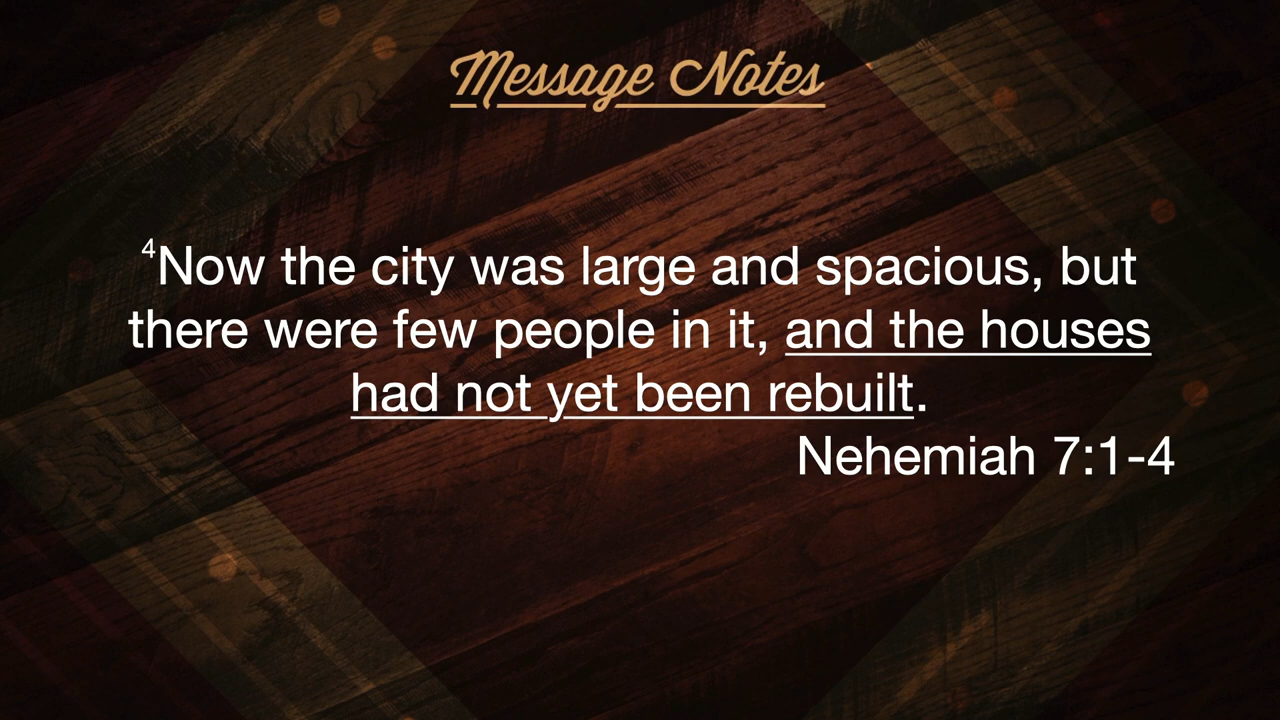 Message Notes
⁴Now the city was large and spacious, but
there were few people in it, and the houses
had not yet been rebuilt.
Nehemiah 7:1-4